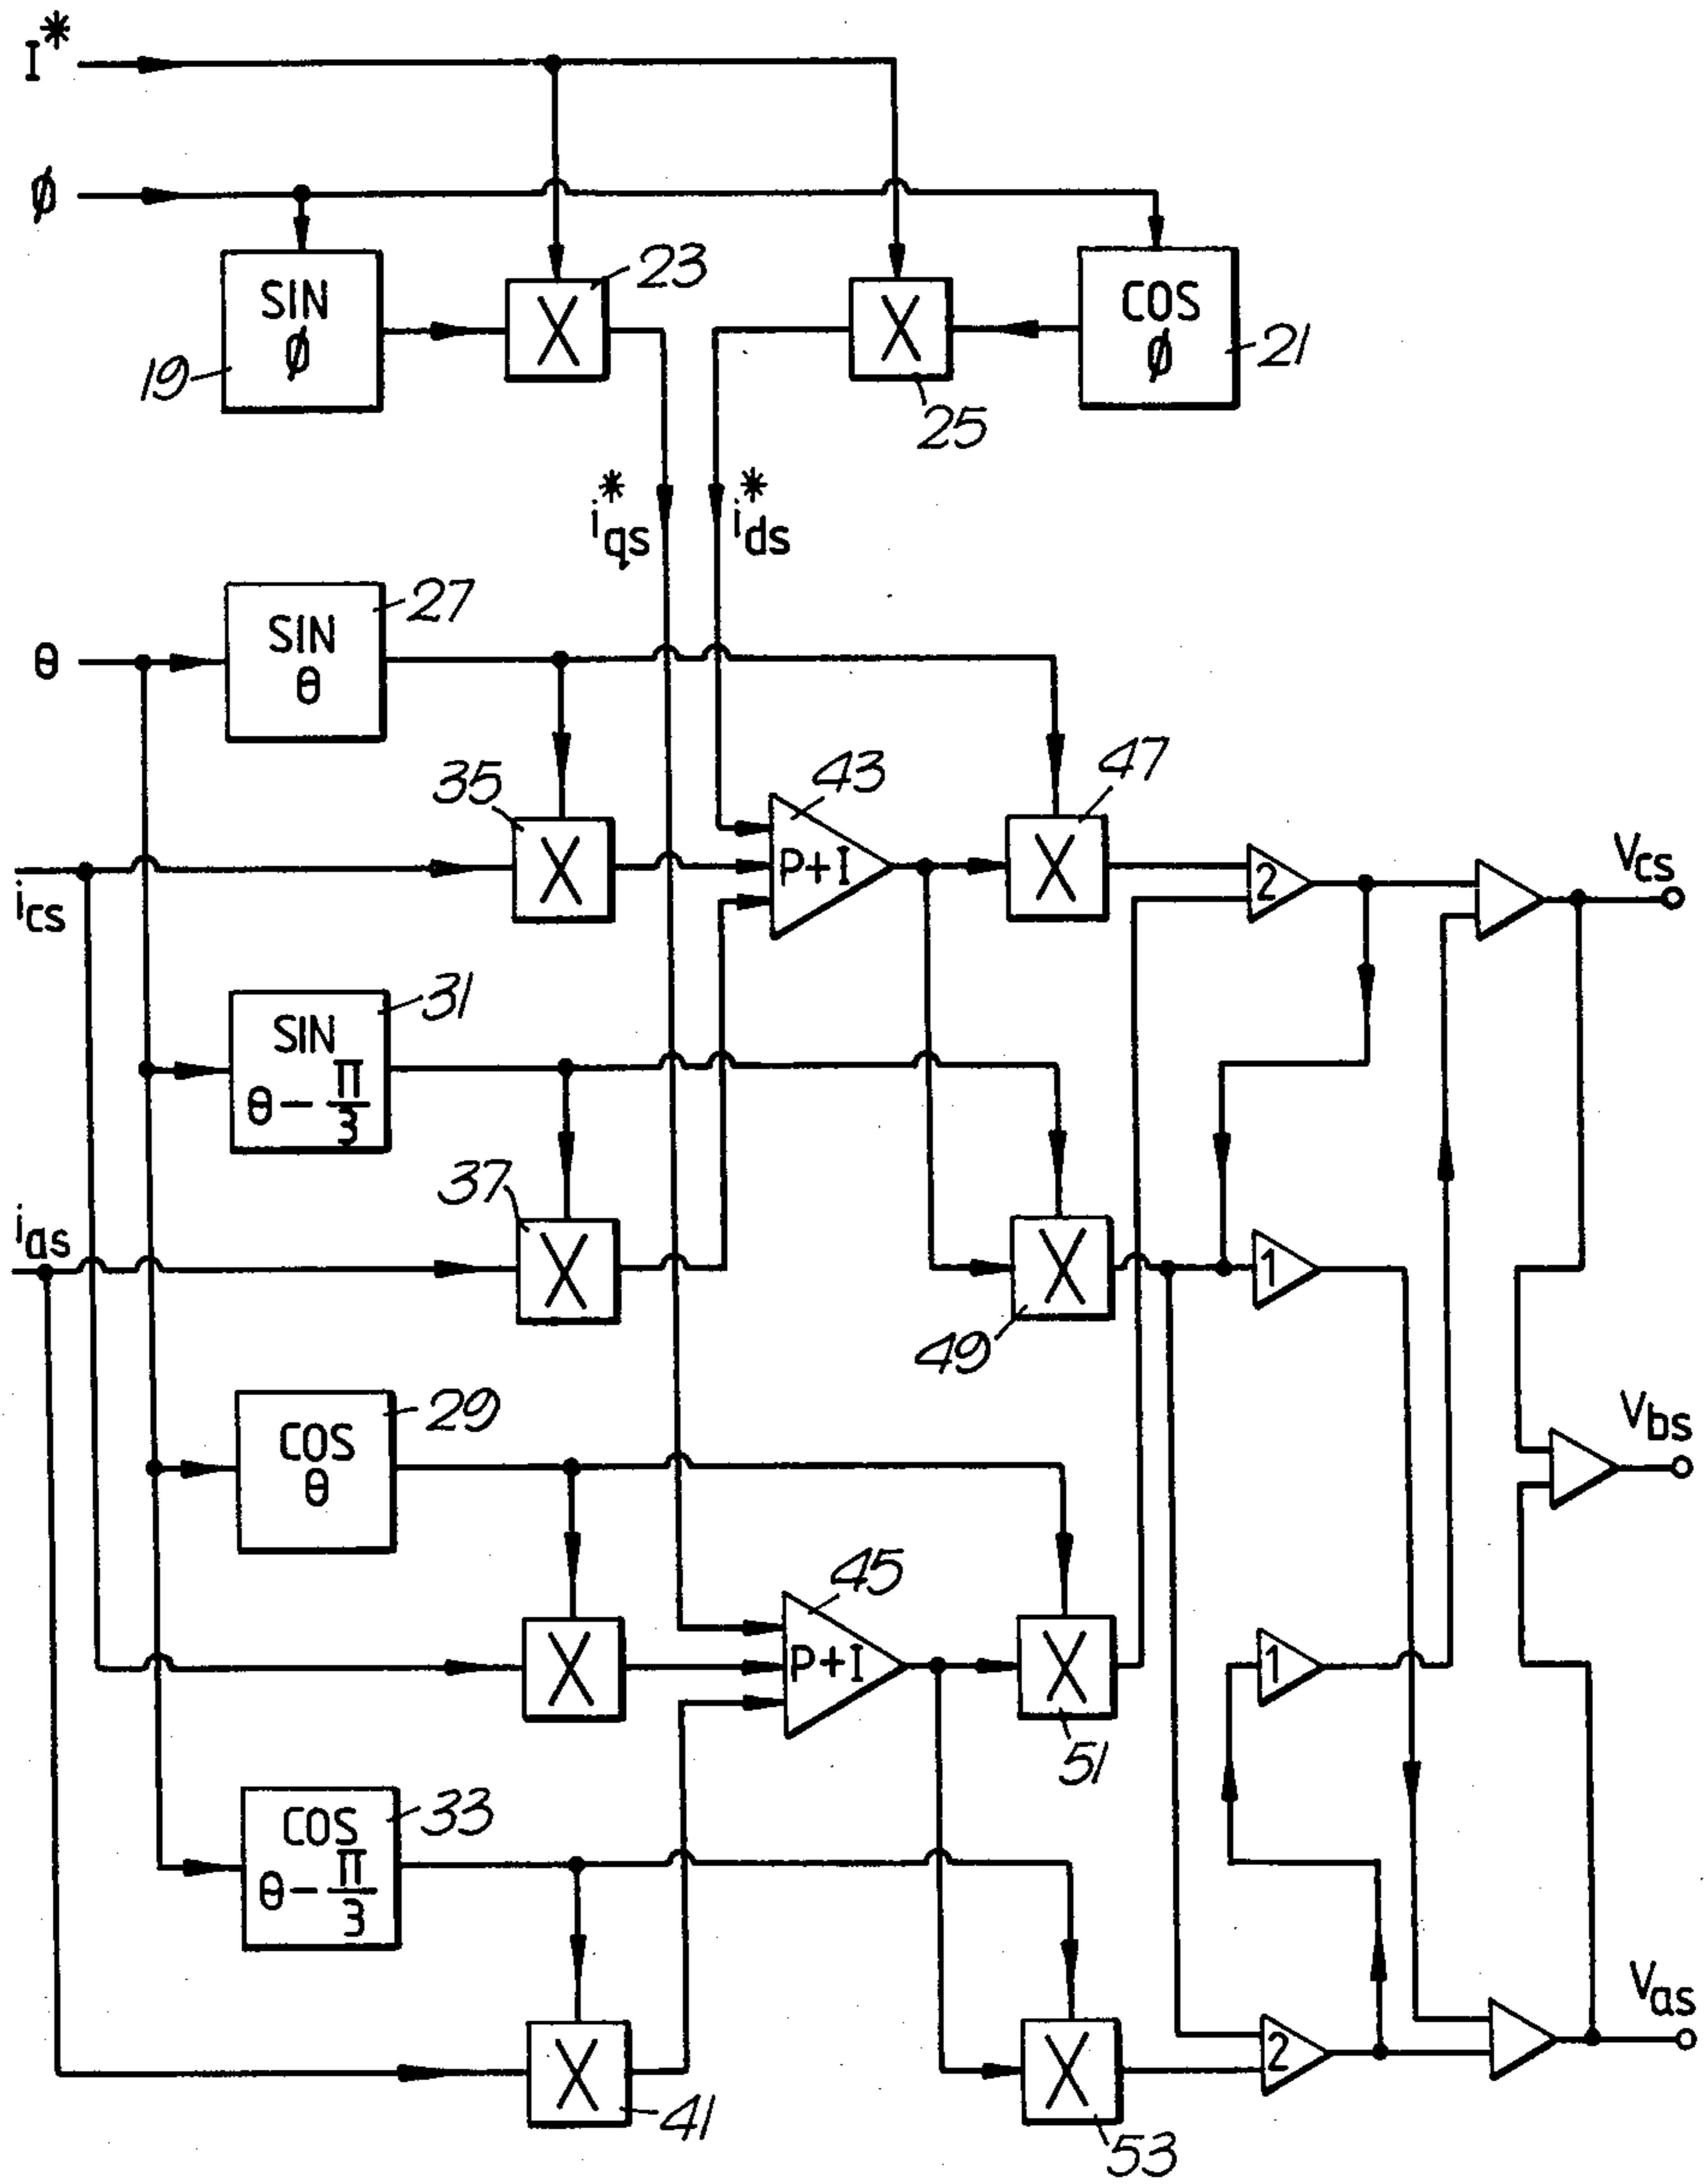 I*
ø
SIN
ø
19
X
23
X
25
COS
ø
21
i*qs
i*ds
θ
SIN
θ
27
35
X
43
P+I
47
X
2
Vcs
ics
SIN
θ-π/3
31
37
X
ias
X
49
1
COS
θ
29
Vbs
X
45
P+I
X
51
1
COS
θ-π/3
33
Vas
X
41
X
53
2